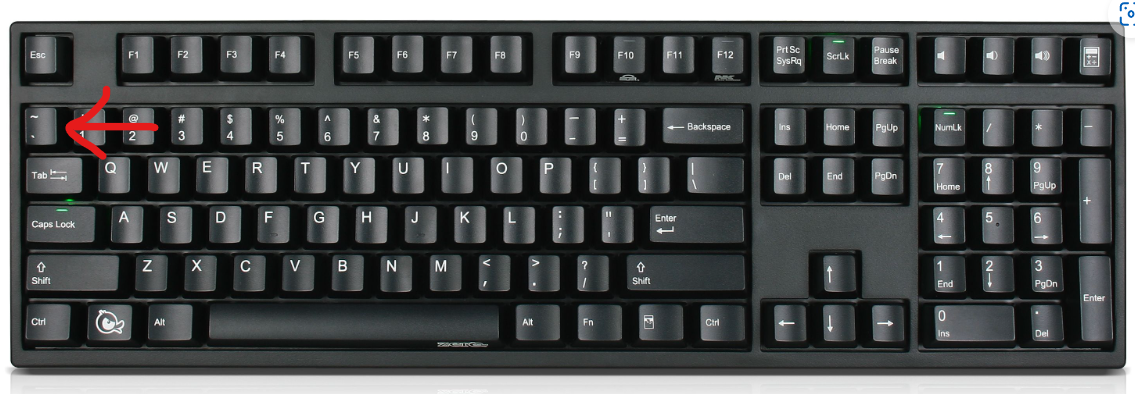 Esc F1 F2 F3 F4 F5 F6 F7 F8 F9 F10 F11 F12 Prt Sc ScrLk Pause
SysRq Break
~ @ # $ % ^ & * ( ) _ + ← Backspace Ins Home PgUp NumLk / * -
` 1 2 3 4 5 6 7 8 9 0 - =
Tab Q W E R T Y U I O P { } | Del End PgDn 7 8 9 +
[ ] \ Home ↑ PgUp
Caps Lock A S D F G H J K L : " Enter 4 5 6
; ' ↵ ← → 
⇧ Z X C V B N M < > ? ⇧ ↑ 1 2 3 Enter
Shift , . / Shift End ↓ PgDn
Ctrl Alt Alt Fn Ctrl ← ↓ → 0 .
Ins Del